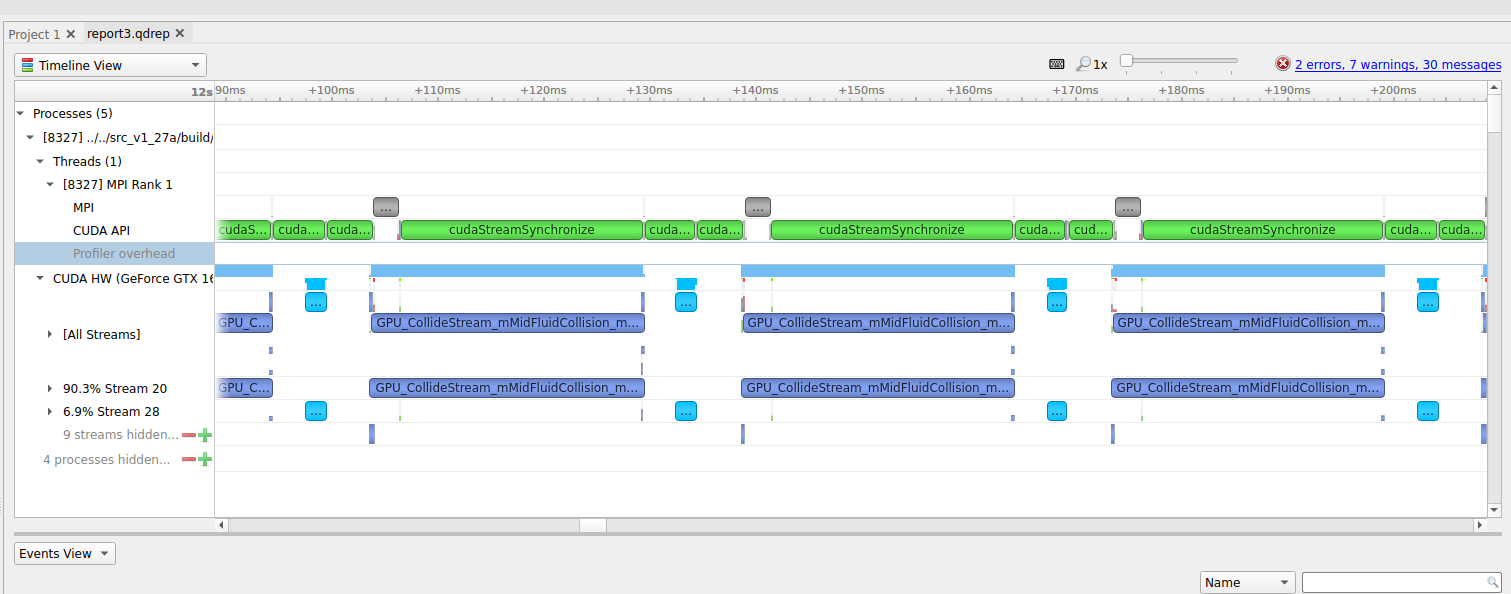 Project 1 report3.qdrep
Timeline View 1x 2 errors, 7 warnings, 30 messages
12s 90ms +100ms +110ms +120ms +130ms +140ms +150ms +160ms +170ms +180ms +190ms +200ms
Processes (5)
[8327] ../../src_v1_27a/build/
Threads (1)
[8327] MPI Rank 1
MPI ... ... ...
CUDA API cudaS... cuda... cuda... cudaStreamSynchronize cuda... cuda... cudaStreamSynchronize cuda... cud... cudaStreamSynchronize cuda... cuda...
Profiler overhead
CUDA HW (GeForce GTX 16
... ... ... ...
GPU_C... GPU_CollideStream_mMidFluidCollision_m... GPU_CollideStream_mMidFluidCollision_m... GPU_CollideStream_mMidFluidCollision_m...
[All Streams]
90.3% Stream 20 GPU_C... GPU_CollideStream_mMidFluidCollision_m... GPU_CollideStream_mMidFluidCollision_m... GPU_CollideStream_mMidFluidCollision_m...
6.9% Stream 28 ... ... ... ...
9 streams hidden...
4 processes hidden...
Events View
Name